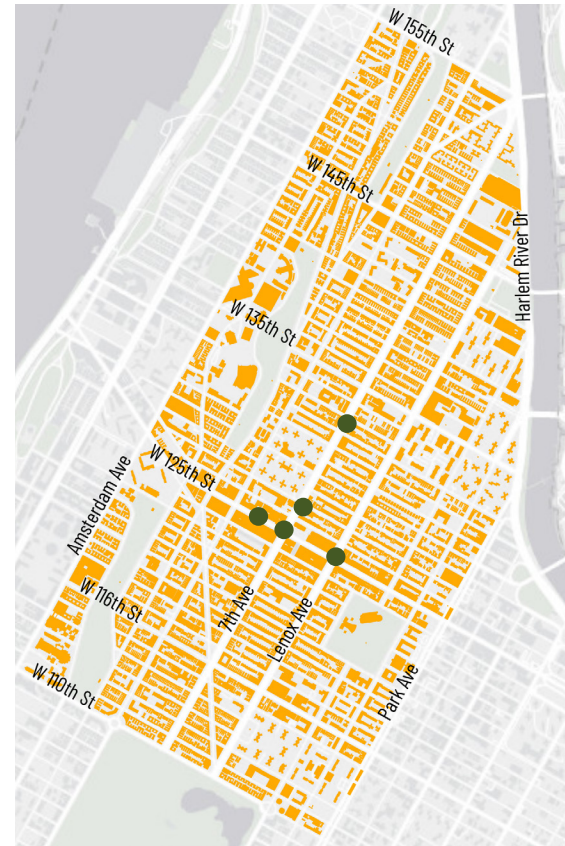 W 155th St
W 145th St
Harlem River Dr
W 135th St
W 125th St
Amsterdam Ave
W 116th St
7th Ave
Lenox Ave
W 110th St
Park Ave